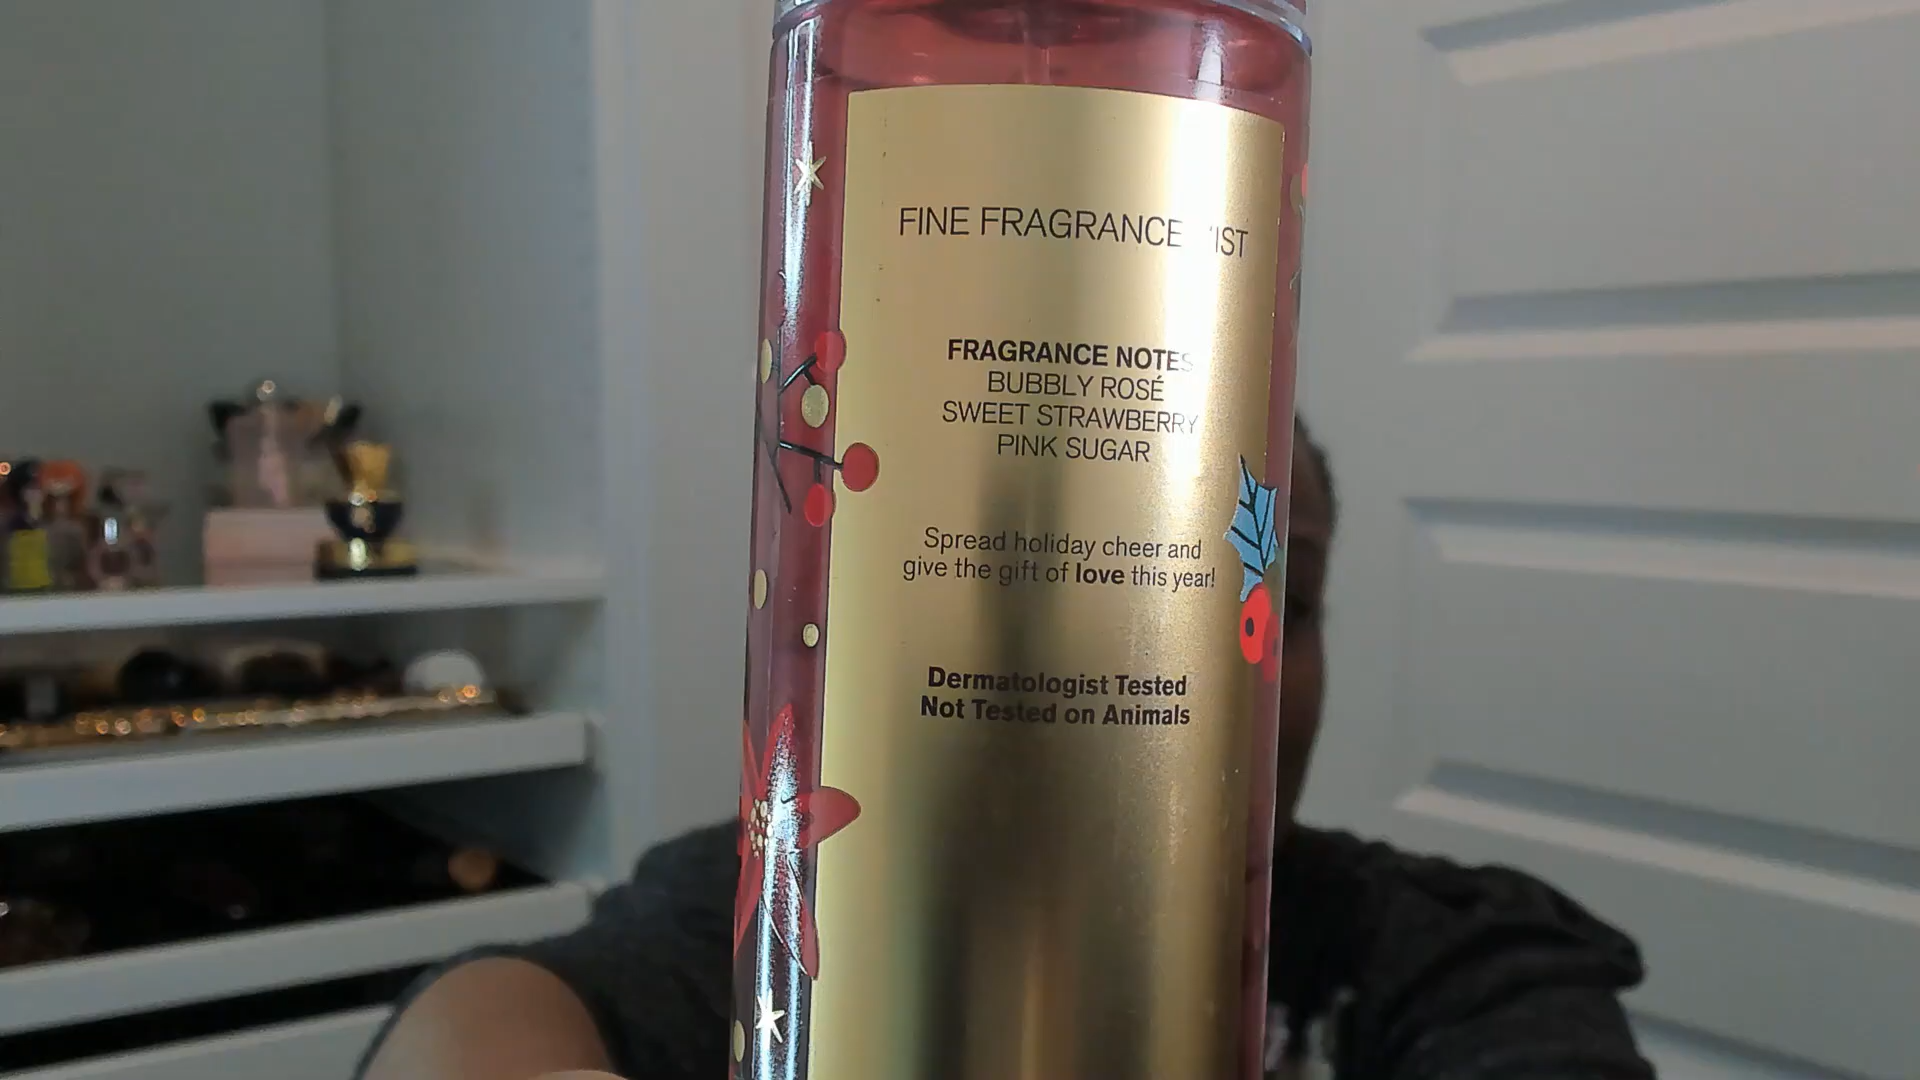 FINE FRAGRANCE
FRAGRANCE NOTES
BUBBLY ROSÉ
SWEET STRAWBERRY
PINK SUGAR
Spread holiday cheer and
give the gift of love this year!
Dermatologist Tested
Not Tested on Animals